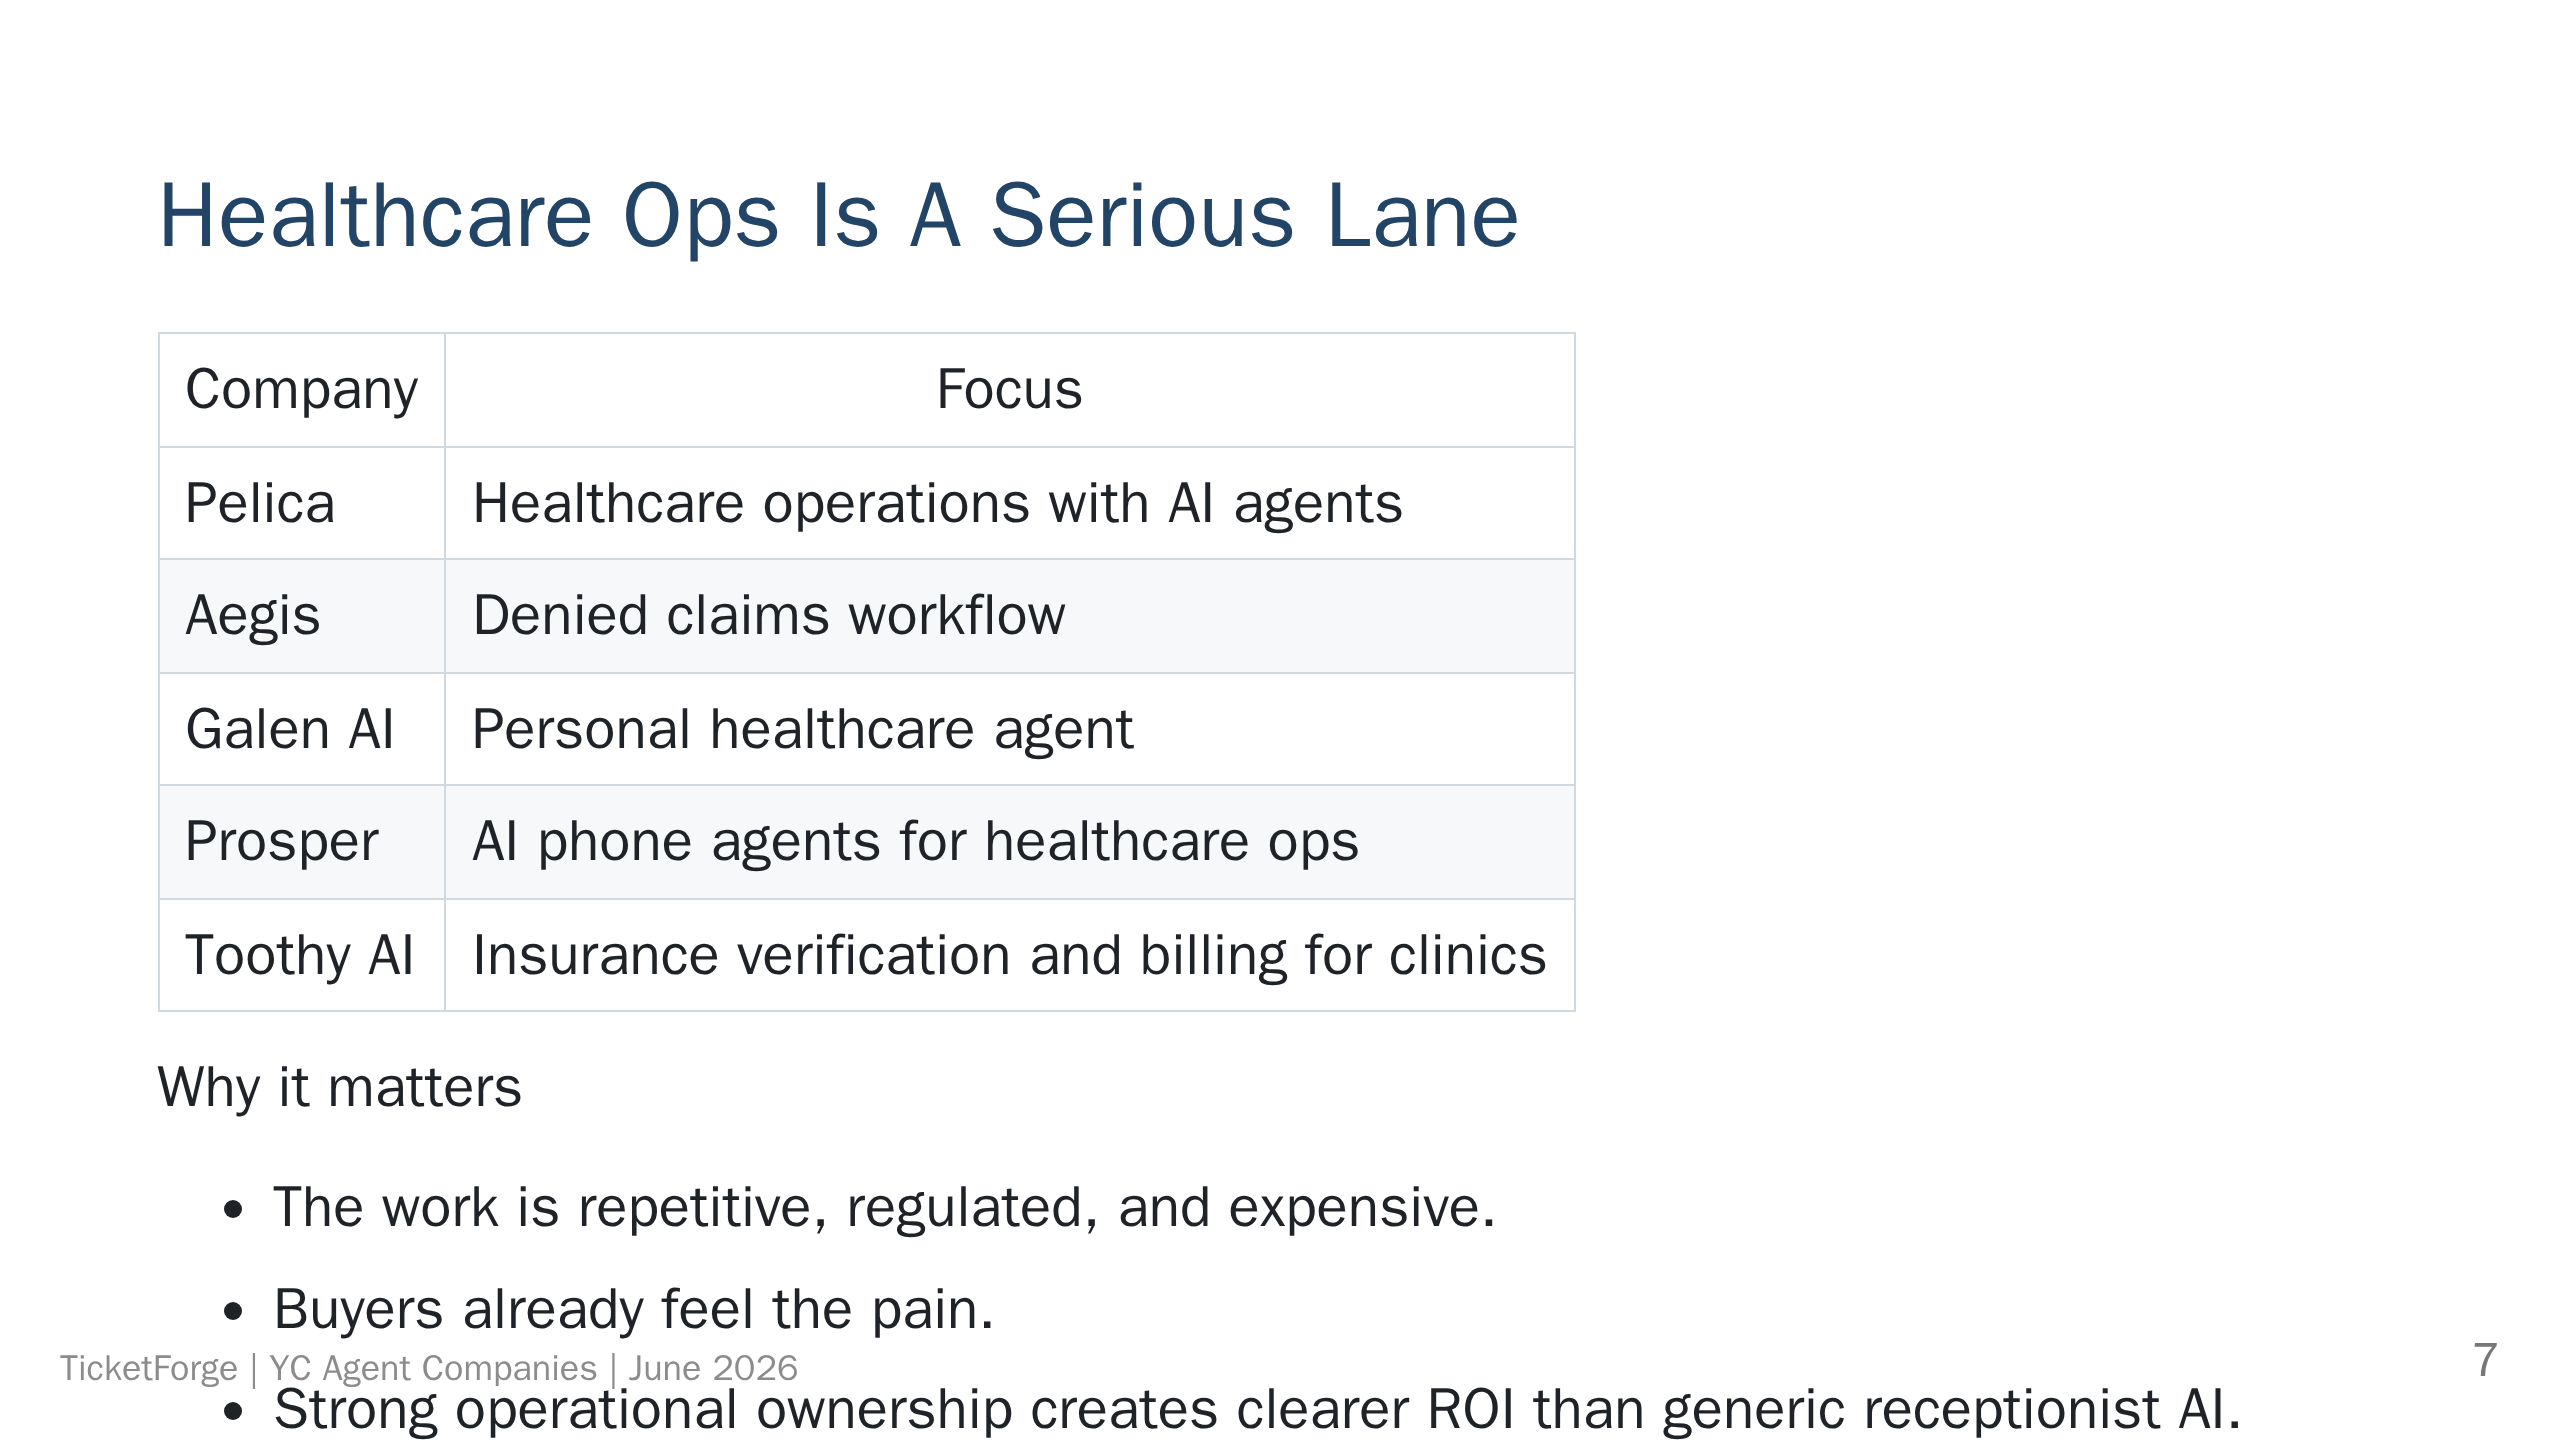 Healthcare Ops Is A Serious Lane
Company Focus
Pelica Healthcare operations with AI agents
Aegis Denied claims workflow
Galen AI Personal healthcare agent
Prosper AI phone agents for healthcare ops
Toothy AI Insurance verification and billing for clinics
Why it matters
• The work is repetitive, regulated, and expensive.
• Buyers already feel the pain.
TicketForge | YC Agent Companies | June 2026
7
• Strong operational ownership creates clearer ROI than generic receptionist AI.